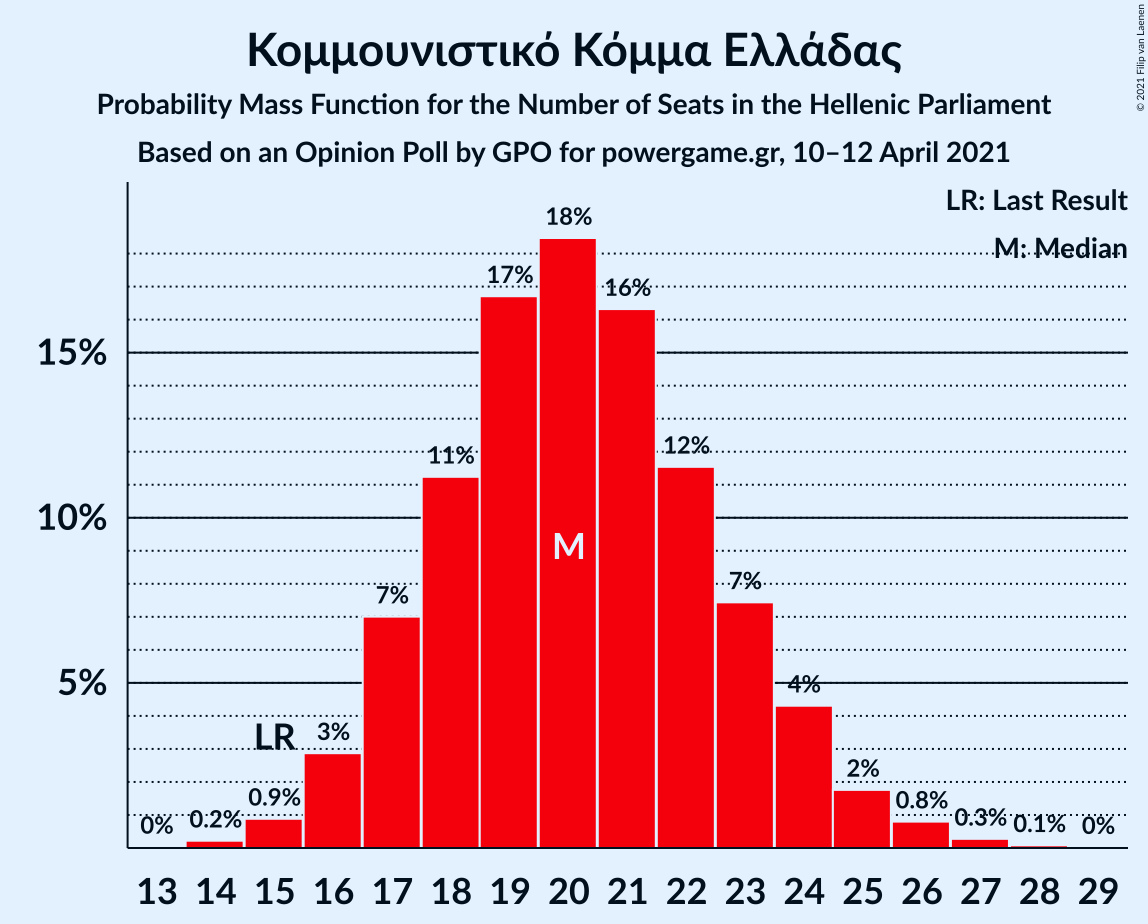 Κομμουνιστικό Κόμμα Ελλάδας
Probability Mass Function for the Number of Seats in the Hellenic Parliament
Based on an Opinion Poll by GPO for powergame.gr, 10–12 April 2021
© 2021 Filip van Laenen
LR: Last Result
M: Median
15%
10%
5%
0%
0.2%
0.9%
LR
3%
7%
11%
17%
18%
M
16%
12%
7%
4%
2%
0.8%
0.3%
0.1%
0%
13 14 15 16 17 18 19 20 21 22 23 24 25 26 27 28 29